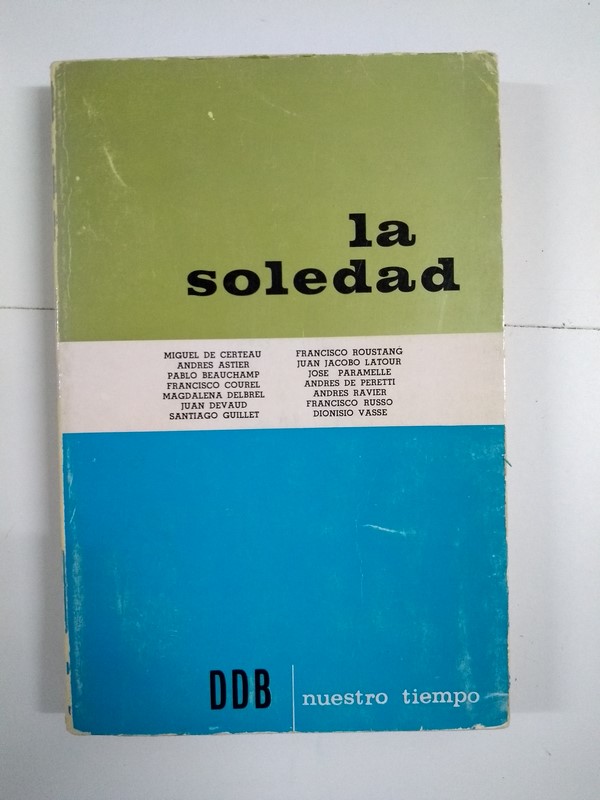 la
soledad
MIGUEL DE CERTEAU
ANDRES ASTIER
PABLO BEAUCHAMP
FRANCISCO COUREL
MAGDALENA DELBREL
JUAN DEVAUD
SANTIAGO GUILLET
FRANCISCO ROUSTANG
JUAN JACOBO LATOUR
JOSE PARAMELLE
ANDRES DE PERETTI
ANDRES RAVIER
FRANCISCO RUSSO
DIONISIO VASSE
DDB
nuestro tiempo